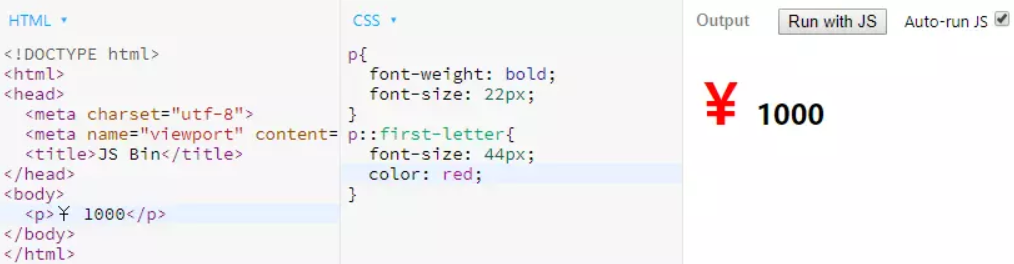 HTML
<!DOCTYPE html>
<html>
<head>
<meta charset="utf-8">
<meta name="viewport" content=
<title>JS Bin</title>
</head>
<body>
<p>¥ 1000</p>
</body>
</html>
CSS
p{
font-weight: bold;
font-size: 22px;
}
p::first-letter{
font-size: 44px;
color: red;
}
Output
Run with JS
Auto-run JS
¥ 1000